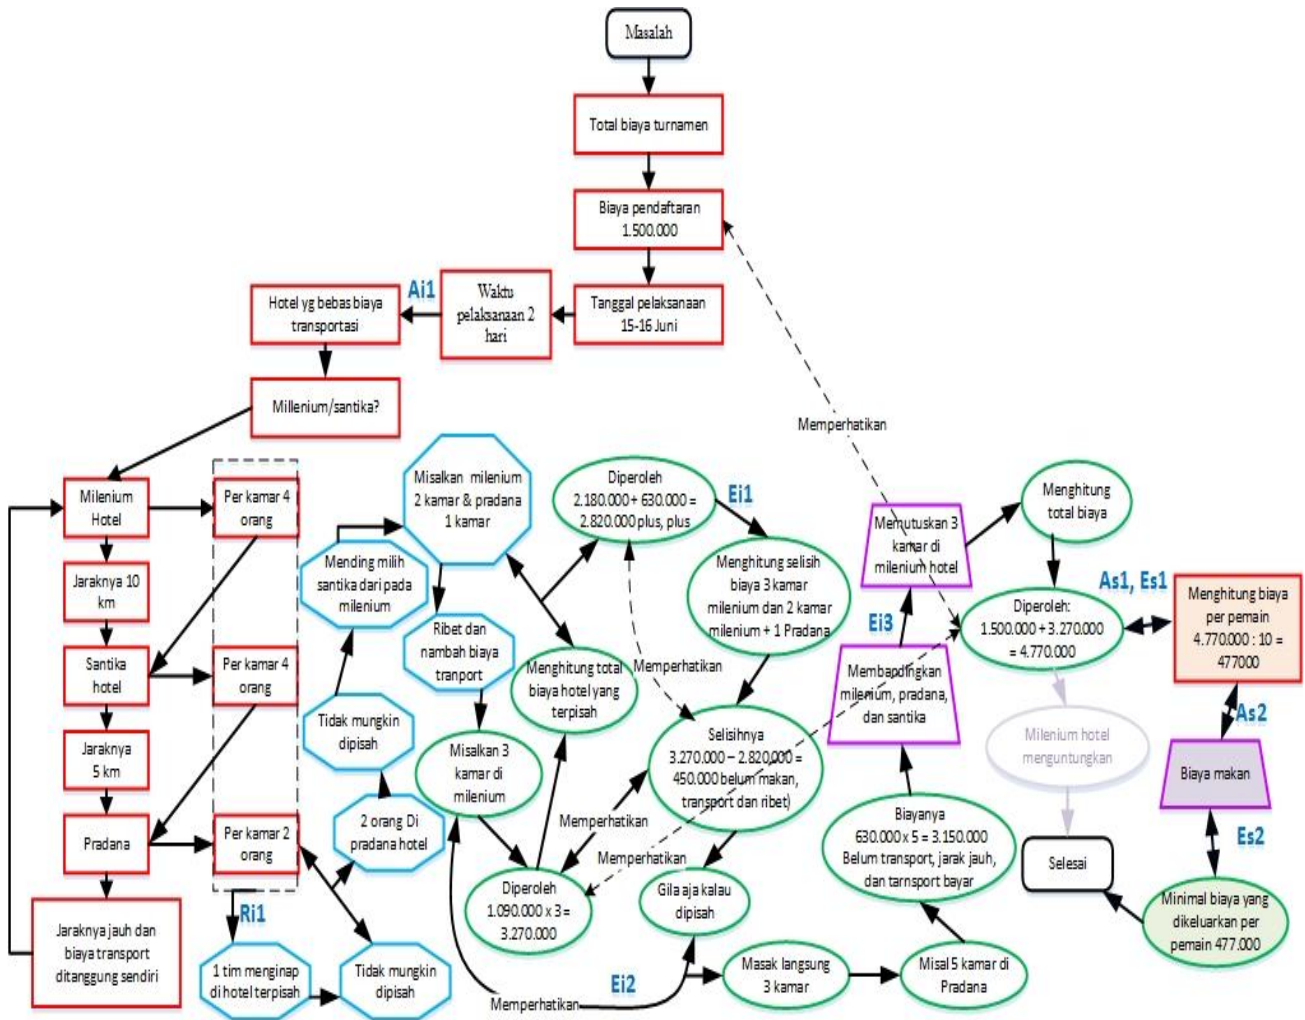 Masalah
Total biaya turnamen
Biaya pendaftaran
1.500.000
Tanggal pelaksanaan
15-16 Juni
Waktu
pelaksanaan 2
hari
Ai1
Hotel yg bebas biaya
transportasi
Millenium/santika?
Milenium
Hotel
Per kamar 4
orang
Jaraknya 10
km
Santika
hotel
Per kamar 4
orang
Jaraknya
5 km
Pradana
Per kamar 2
orang
Jaraknya jauh dan
biaya transport
ditanggung sendiri
Ri1
1 tim menginap
di hotel terpisah
Tidak mungkin
dipisah
2 orang Di
pradana hotel
Tidak mungkin
dipisah
Mending milih
santika dari pada
milenium
Misalkan milenium
2 kamar & pradana
1 kamar
Ribet dan
nambah biaya
tranport
Misalkan 3
kamar di
milenium
Diperoleh
1.090.000 x 3 =
3.270.000
Menghitung total
biaya hotel yang
terpisah
Diperoleh
2.180.000 + 630.000 =
2.820.000 plus, plus
Ei1
Menghitung selisih
biaya 3 kamar
milenium dan 2 kamar
milenium + 1 Pradana
Memperhatikan
Selisihnya
3.270.000 – 2.820.000 =
450.000 belum makan,
transport dan ribet)
Memperhatikan
Memperhatikan
Gila aja kalau
dipisah
Memperhatikan
Ei2
Masak langsung
3 kamar
Misal 5 kamar di
Pradana
Biayanya
630.000 x 5 = 3.150.000
Belum transport, jarak jauh,
dan tarnsport bayar
Membandingkan
milenium, pradana,
dan santika
Ei3
Memutuskan 3
kamar di
milenium hotel
Memperhatikan
Menghitung
total biaya
Diperoleh:
1.500.000 + 3.270.000
= 4.770.000
As1, Es1
Menghitung biaya
per pemain
4.770.000 : 10 =
477000
Milenium hotel
menguntungkan
As2
Biaya makan
Es2
Minimal biaya yang
dikeluarkan per
pemain 477.000
Selesai